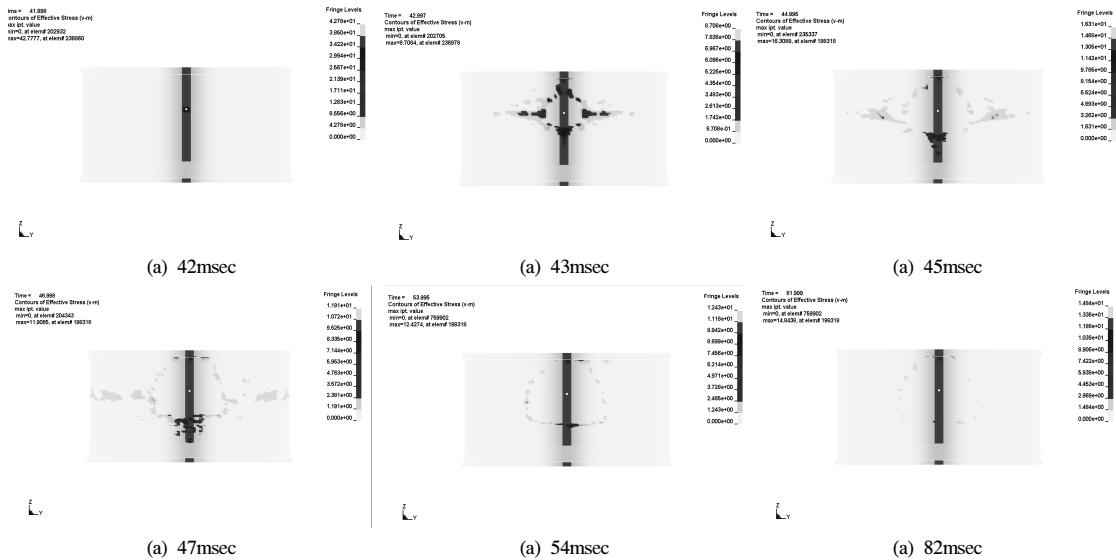 ime = 41.998
contours of Effective Stress (v-m)
ax ipt. value
min=0, at elem# 202932
max=42.7777, at elem# 236960
Fringe Levels
4.278e+01
3.850e+01
3.422e+01
2.994e+01
2.567e+01
2.139e+01
1.711e+01
1.283e+01
8.556e+00
4.278e+00
0.000e+00
Z
Y
(a) 42msec
Time = 42.997
Contours of Effective Stress (v-m)
max ipt. value
min=0, at elem# 202705
max=8.7084, at elem# 236978
Fringe Levels
8.708e+00
7.838e+00
6.967e+00
6.096e+00
5.225e+00
4.354e+00
3.483e+00
2.613e+00
1.742e+00
8.708e-01
0.000e+00
Z
Y
(a) 43msec
Time = 44.995
Contours of Effective Stress (v-m)
max ipt. value
min=0, at elem# 235337
max=16.3089, at elem# 198318
Fringe Levels
1.631e+01
1.468e+01
1.305e+01
1.142e+01
9.785e+00
8.154e+00
6.524e+00
4.893e+00
3.262e+00
1.631e+00
0.000e+00
Z
Y
(a) 45msec
Time = 46.998
Contours of Effective Stress (v-m)
max ipt. value
min=0, at elem# 204343
max=11.9065, at elem# 198318
Fringe Levels
1.191e+01
1.072e+01
9.525e+00
8.335e+00
7.144e+00
5.953e+00
4.763e+00
3.572e+00
2.381e+00
1.191e+00
0.000e+00
Z
Y
(a) 47msec
Time = 53.995
Contours of Effective Stress (v-m)
max ipt. value
min=0, at elem# 759902
max=12.4274, at elem# 198318
Fringe Levels
1.243e+01
1.118e+01
9.942e+00
8.699e+00
7.456e+00
6.214e+00
4.971e+00
3.728e+00
2.485e+00
1.243e+00
0.000e+00
Z
Y
(a) 54msec
Time = 81.999
Contours of Effective Stress (v-m)
max ipt. value
min=0, at elem# 759902
max=14.8436, at elem# 198318
Fringe Levels
1.484e+01
1.336e+01
1.188e+01
1.039e+01
8.906e+00
7.422e+00
5.938e+00
4.453e+00
2.969e+00
1.484e+00
0.000e+00
Z
Y
(a) 82msec